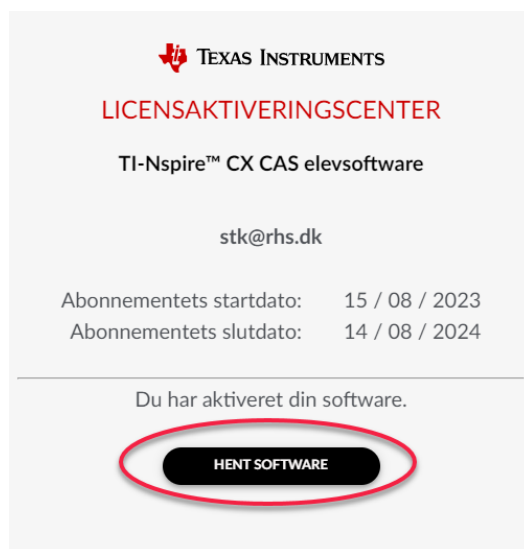 TEXAS INSTRUMENTS
LICENSAKTIVERINGSCENTER
TI-Nspire™ CX CAS elevsoftware
stk@rhs.dk
Abonnementets startdato: 15 / 08 / 2023
Abonnementets slutdato: 14 / 08 / 2024
Du har aktiveret din software.
HENT SOFTWARE